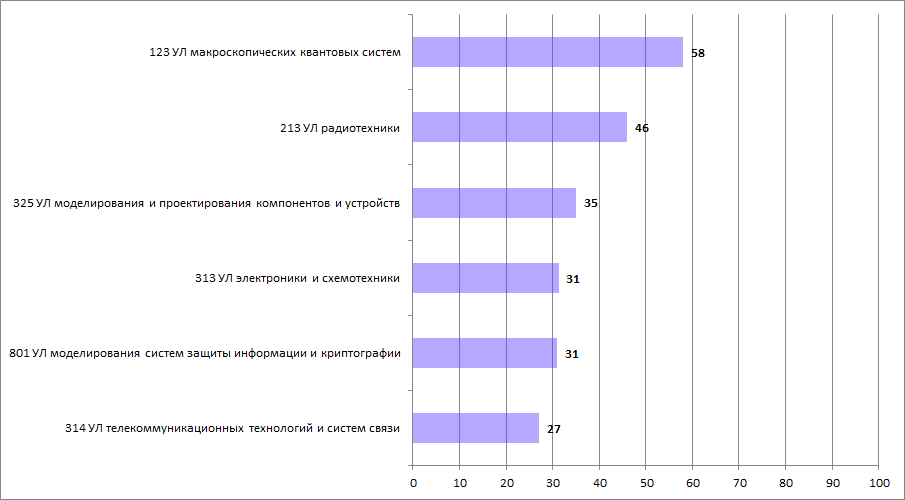 123 УЛ макроскопических квантовых систем 58
213 УЛ радиотехники 46
325 УЛ моделирования и проектирования компонентов и устройств 35
313 УЛ электроники и схемотехники 31
801 УЛ моделирования систем защиты информации и криптографии 31
314 УЛ телекоммуникационных технологий и систем связи 27
0 10 20 30 40 50 60 70 80 90 100